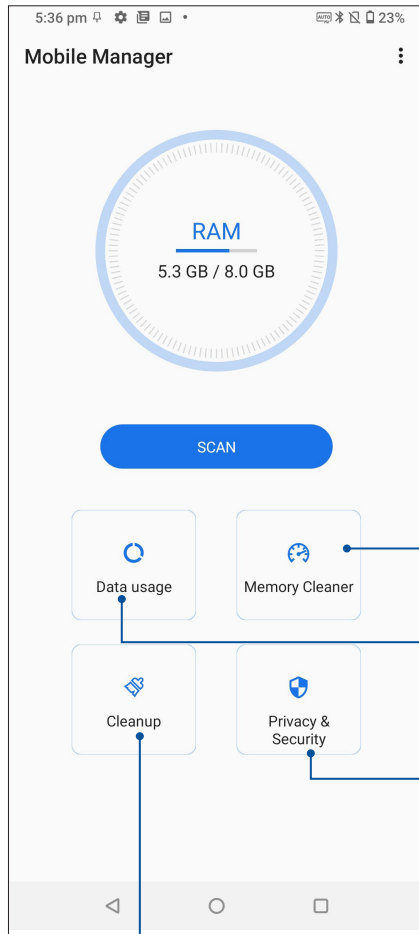 5:36 pm
AUTO
23%
Mobile Manager
RAM
5.3 GB / 8.0 GB
SCAN
Data usage
Memory Cleaner
Cleanup
Privacy &
Security